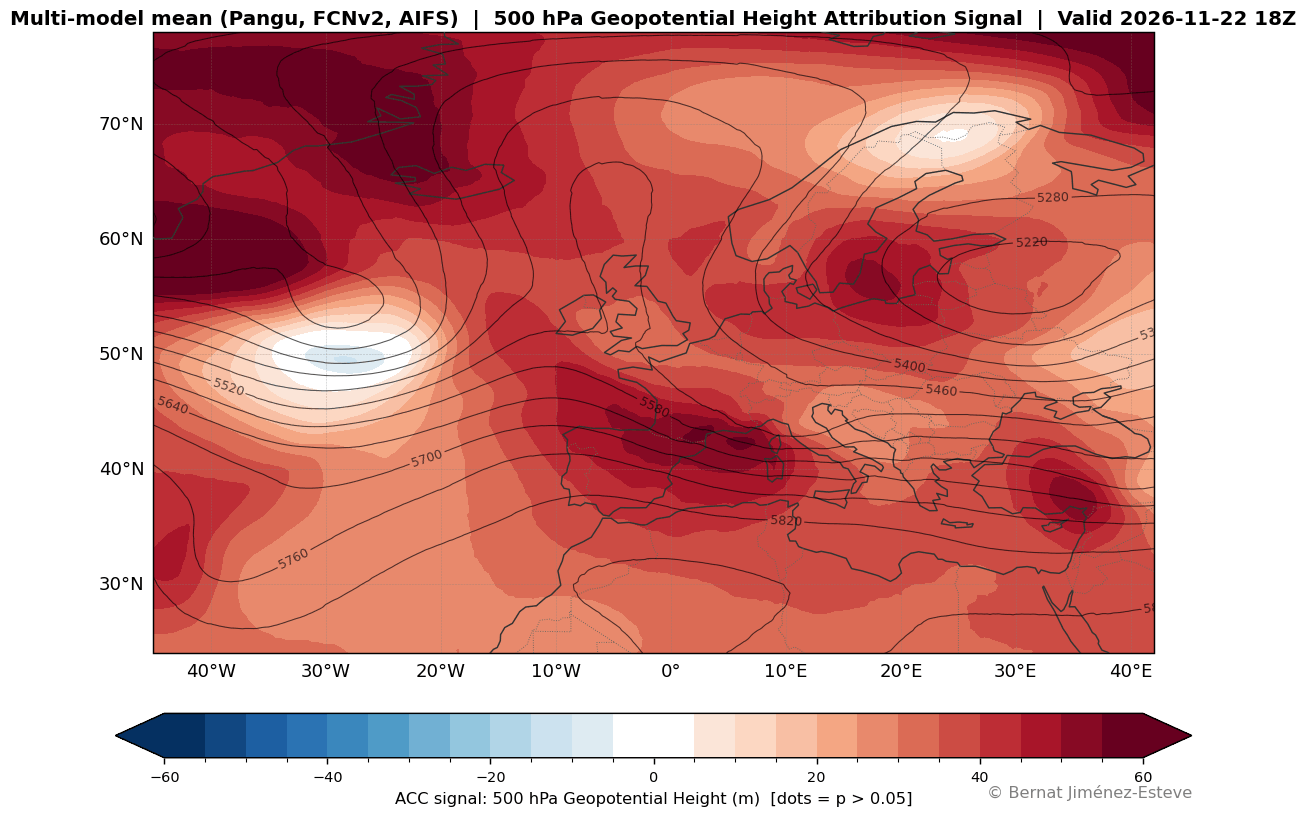 Multi-model mean (Pangu, FCNv2, AIFS)  |  500 hPa Geopotential Height Attribution Signal  |  Valid 2026-11-22 18Z
70°N
5280
60°N
5220
50°N
53
5400
5520
5460
5640
5580
5700
40°N
5820
5760
30°N
58
40°W 30°W 20°W 10°W 0° 10°E 20°E 30°E 40°E
−60 −40 −20 0 20 40 60
ACC signal: 500 hPa Geopotential Height (m)  [dots = p > 0.05]
© Bernat Jiménez-Esteve